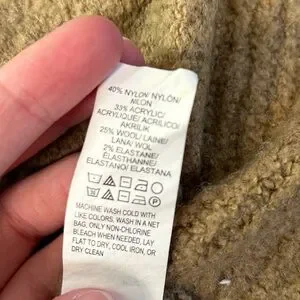 40% NYLON/ NYLÓN/
NILON
33% ACRYLIC/
ACRYLIQUE/ ACRILICO/
AKRILIK
25% WOOL/ LAINE/
LANA/ WOL
2% ELASTANE/
ÉLASTHANNE/
ELASTANO/ ELASTANA
P
MACHINE WASH COLD WITH
LIKE COLORS, WASH IN A NET
BAG, ONLY NON-CHLORINE
BLEACH WHEN NEEDED, LAY
FLAT TO DRY, COOL IRON, OR
DRY CLEAN